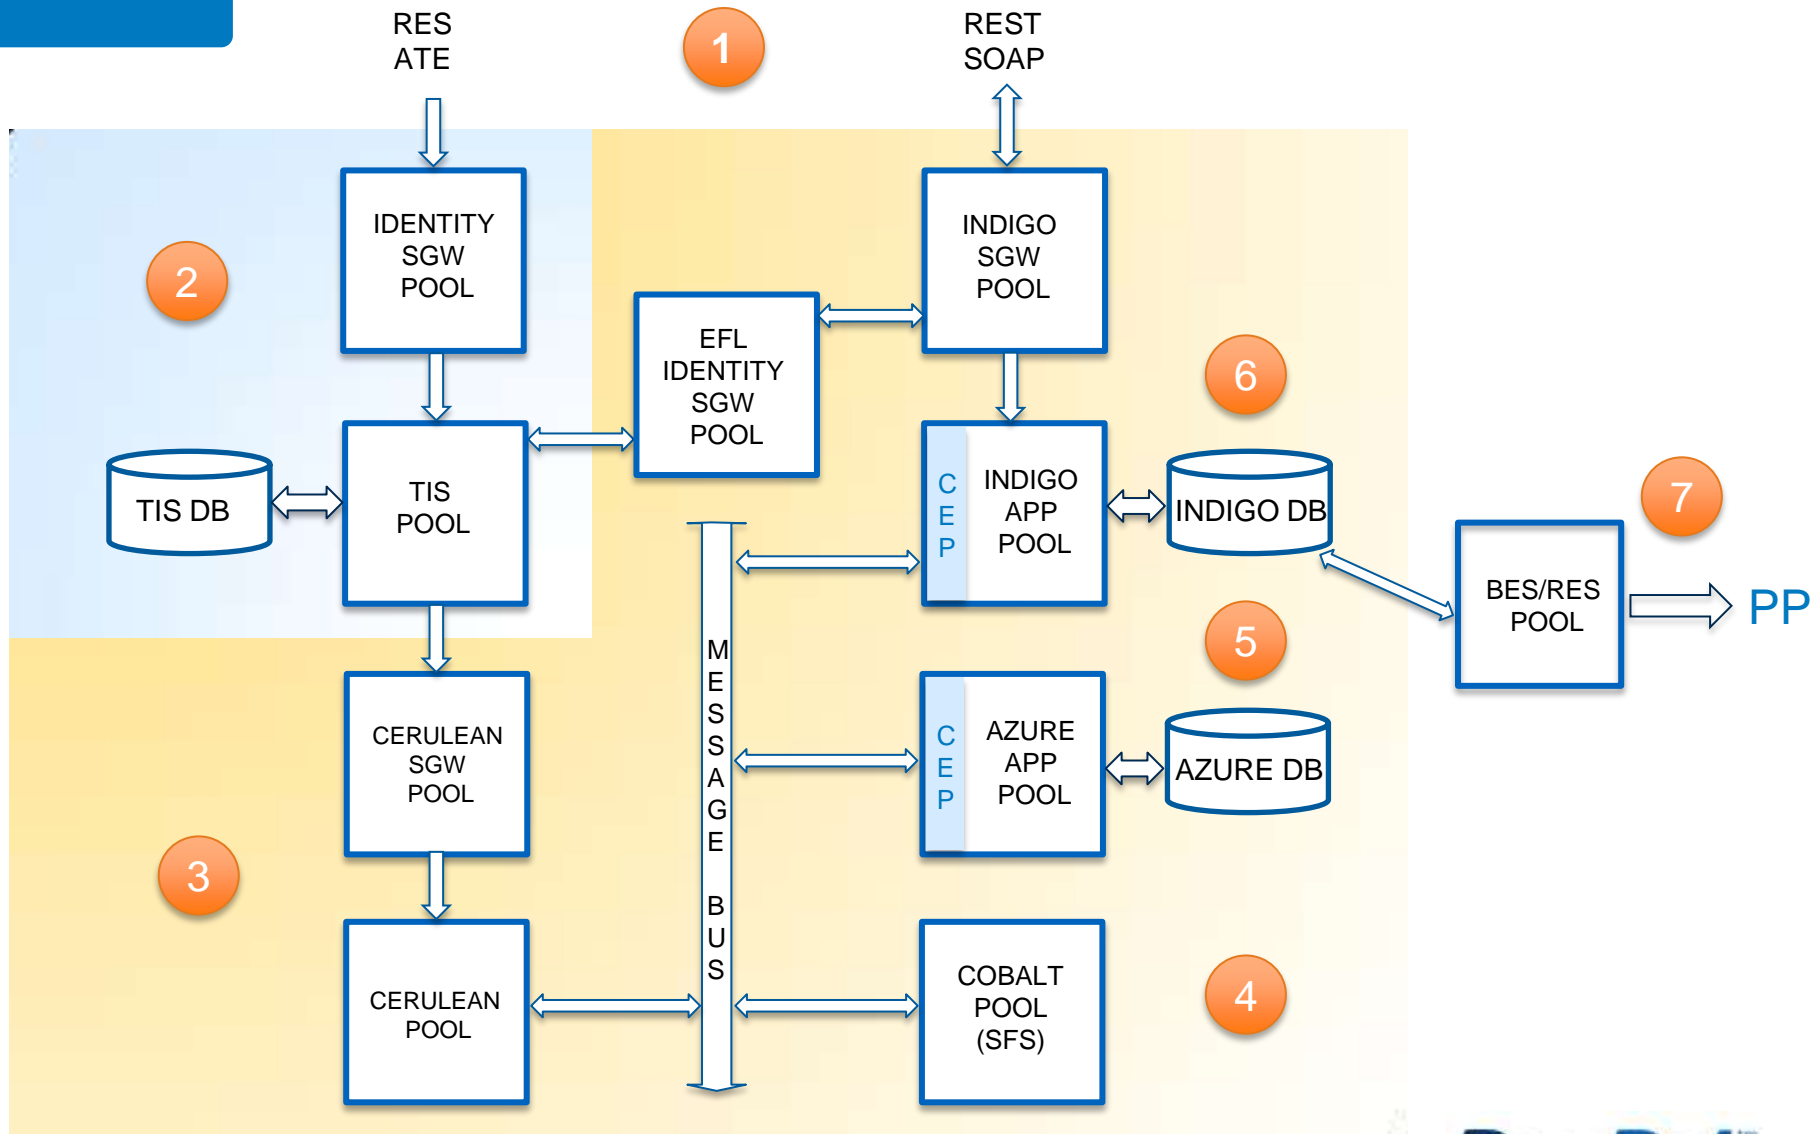 RES
ATE
1
REST
SOAP
IDENTITY
SGW
POOL
INDIGO
SGW
POOL
2
EFL
IDENTITY
SGW
POOL
6
TIS DB
TIS
POOL
C
E
P
INDIGO
APP
POOL
INDIGO DB
7
BES/RES
POOL
PP
5
MESSAGE BUS
CERULEAN
SGW
POOL
C
E
P
AZURE
APP
POOL
AZURE DB
3
CERULEAN
POOL
COBALT
POOL
(SFS)
4